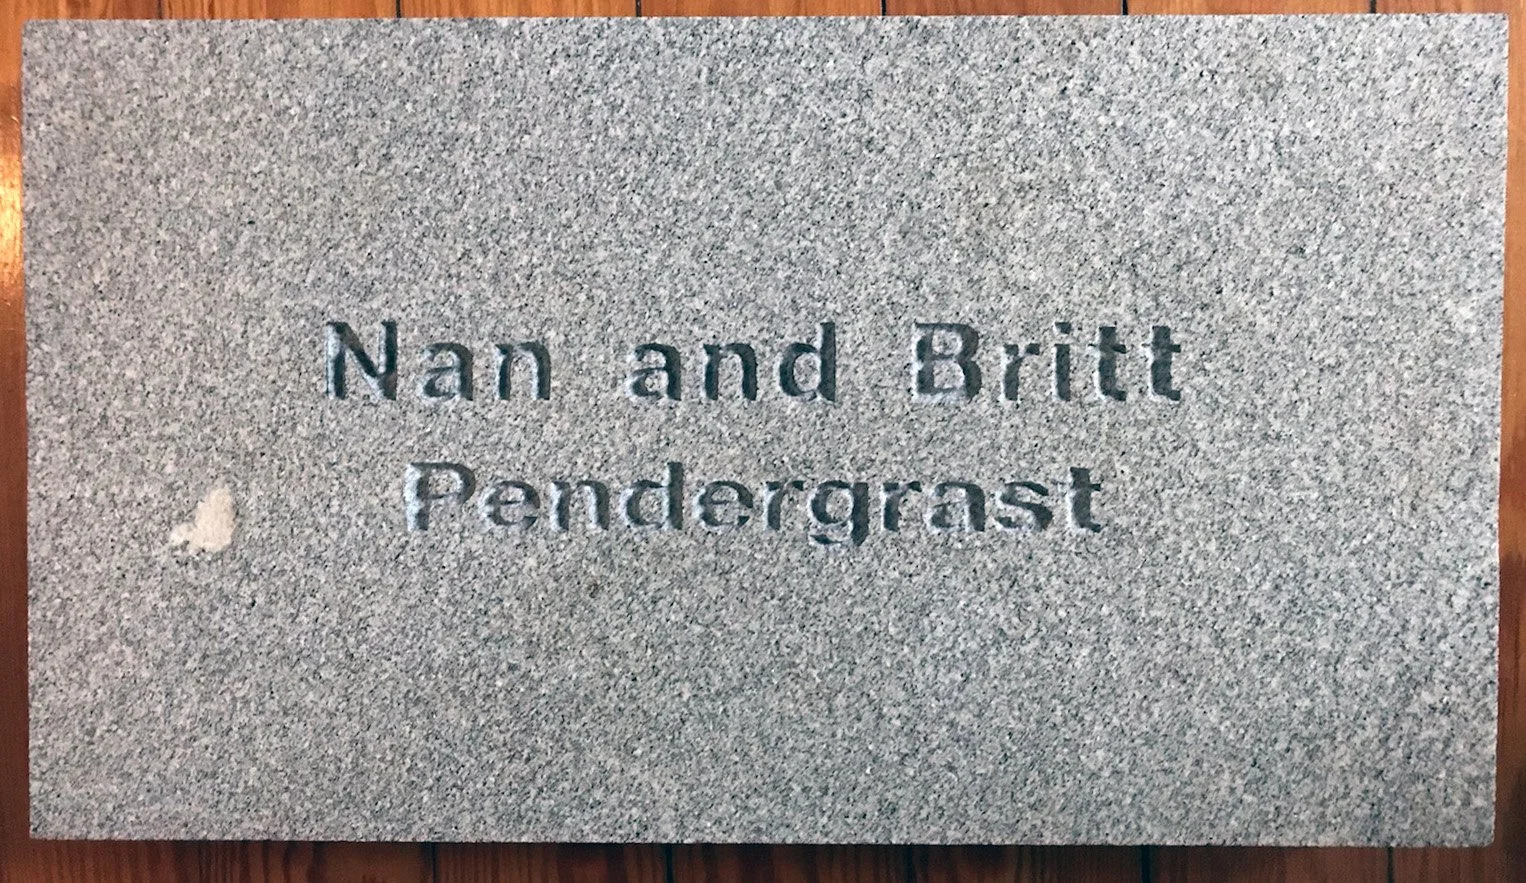 Nan and Britt
Pendergrast